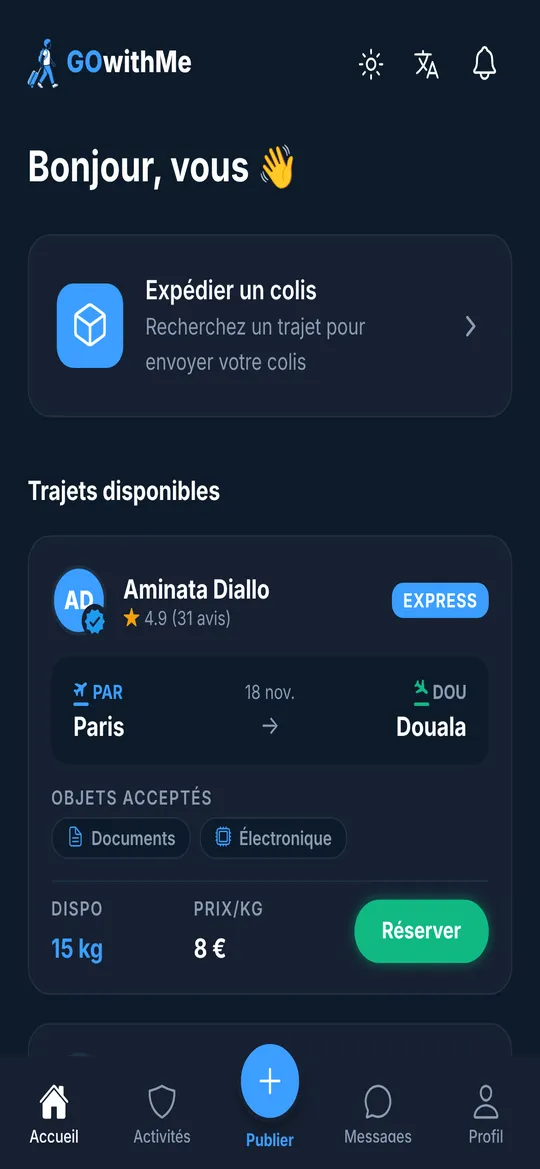 GOwithMe
Bonjour, vous 👋
Expédier un colis
Recherchez un trajet pour
envoyer votre colis
Trajets disponibles
AD
Aminata Diallo
4.9 (31 avis)
EXPRESS
PAR
18 nov.
DOU
Paris
→
Douala
OBJETS ACCEPTÉS
Documents
Électronique
DISPO
PRIX/KG
15 kg
8 €
Réserver
Accueil
Activités
Publier
Messages
Profil